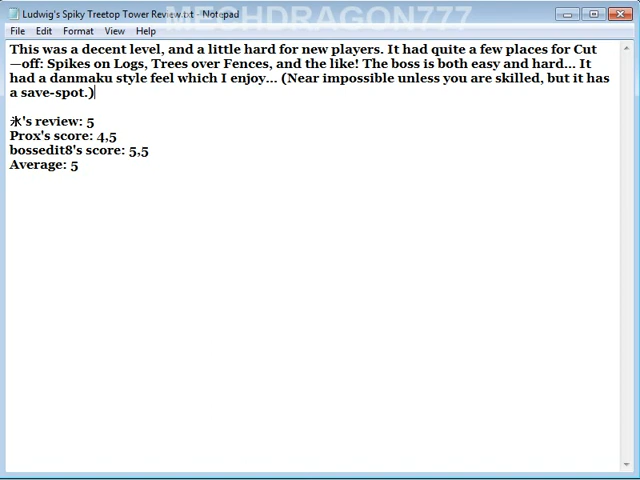 MECHDRAGON777
Ludwig's Spiky Treetop Tower Review.txt - Notepad
File Edit Format View Help
This was a decent level, and a little hard for new players. It had quite a few places for Cut
—off: Spikes on Logs, Trees over Fences, and the like! The boss is both easy and hard... It
had a danmaku style feel which I enjoy... (Near impossible unless you are skilled, but it has
a save-spot.)
氷's review: 5
Prox's score: 4,5
bossedit8's score: 5,5
Average: 5